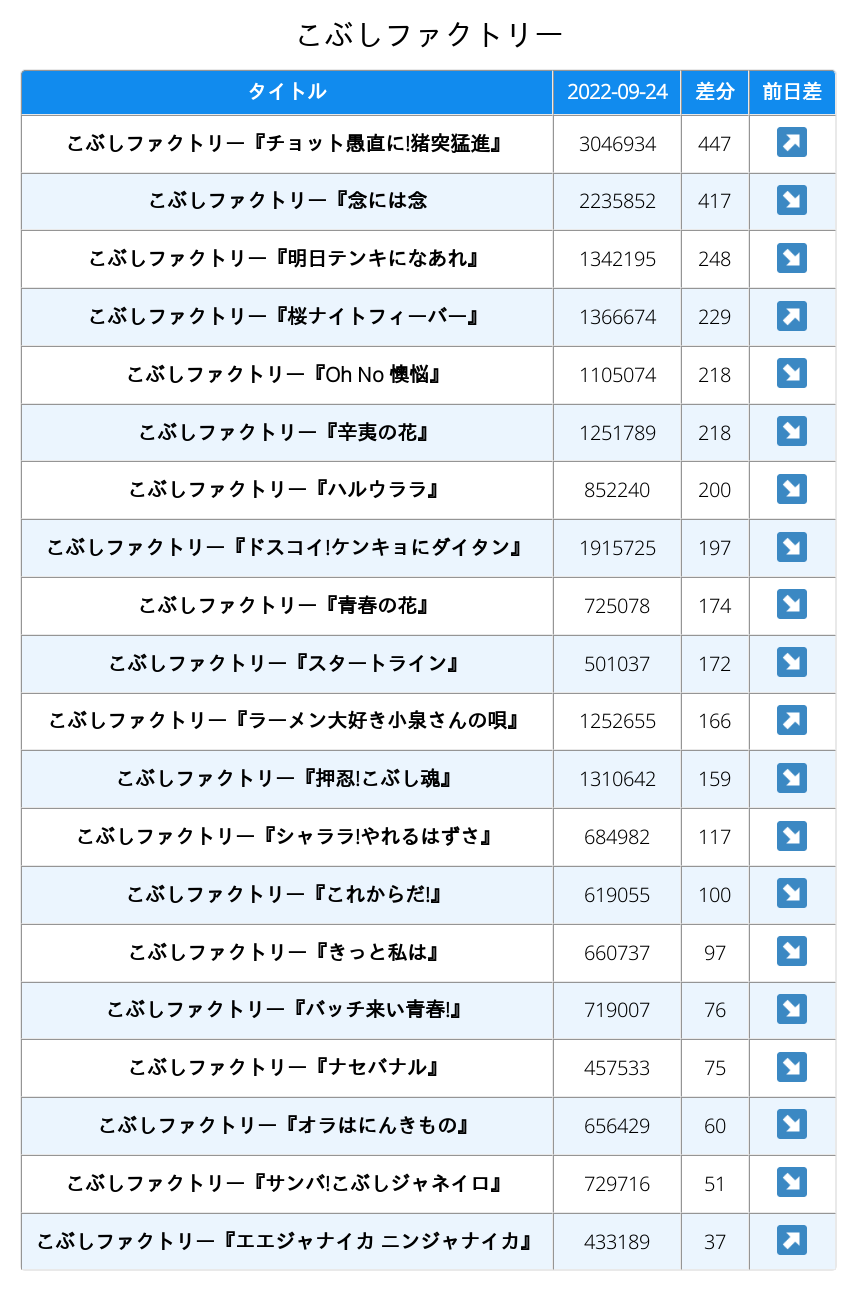 こぶしファクトリー
タイトル 2022-09-24 差分 前日差
こぶしファクトリー『チョット愚直に!猪突猛進』 3046934 447 ↗
こぶしファクトリー『念には念 2235852 417 ↘
こぶしファクトリー『明日テンキになあれ』 1342195 248 ↘
こぶしファクトリー『桜ナイトフィーバー』 1366674 229 ↗
こぶしファクトリー『Oh No 懊悩』 1105074 218 ↘
こぶしファクトリー『辛夷の花』 1251789 218 ↘
こぶしファクトリー『ハルウララ』 852240 200 ↘
こぶしファクトリー『ドスコイ!ケンキョにダイタン』 1915725 197 ↘
こぶしファクトリー『青春の花』 725078 174 ↘
こぶしファクトリー『スタートライン』 501037 172 ↘
こぶしファクトリー『ラーメン大好き小泉さんの唄』 1252655 166 ↗
こぶしファクトリー『押忍!こぶし魂』 1310642 159 ↘
こぶしファクトリー『シャララ!やれるはずさ』 684982 117 ↘
こぶしファクトリー『これからだ!』 619055 100 ↘
こぶしファクトリー『きっと私は』 660737 97 ↘
こぶしファクトリー『バッチ来い青春!』 719007 76 ↘
こぶしファクトリー『ナセバナル』 457533 75 ↘
こぶしファクトリー『オラはにんきもの』 656429 60 ↘
こぶしファクトリー『サンバ!こぶしジャネイロ』 729716 51 ↘
こぶしファクトリー『エエジャナイカ ニンジャナイカ』 433189 37 ↗